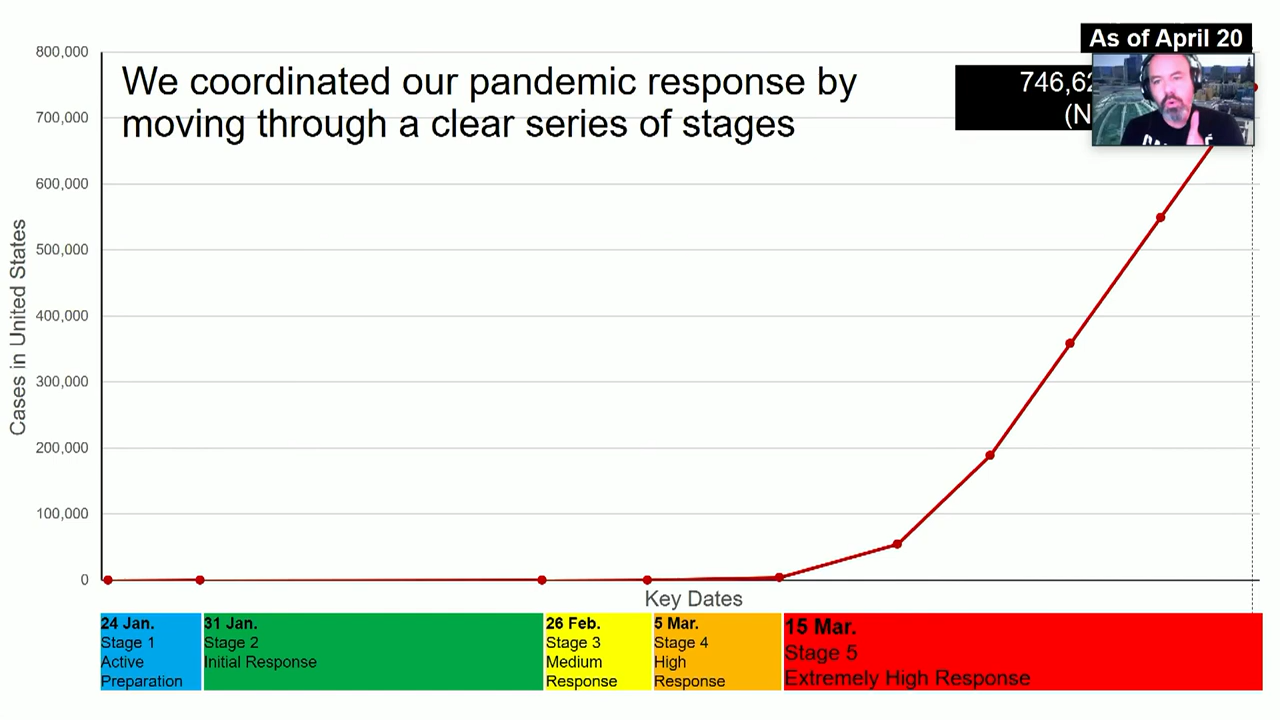 As of April 20
We coordinated our pandemic response by
moving through a clear series of stages
800,000
700,000
600,000
500,000
400,000
300,000
200,000
100,000
0
Cases in United States
Key Dates
24 Jan.
Stage 1
Active
Preparation
31 Jan.
Stage 2
Initial Response
26 Feb.
Stage 3
Medium
Response
5 Mar.
Stage 4
High
Response
15 Mar.
Stage 5
Extremely High Response